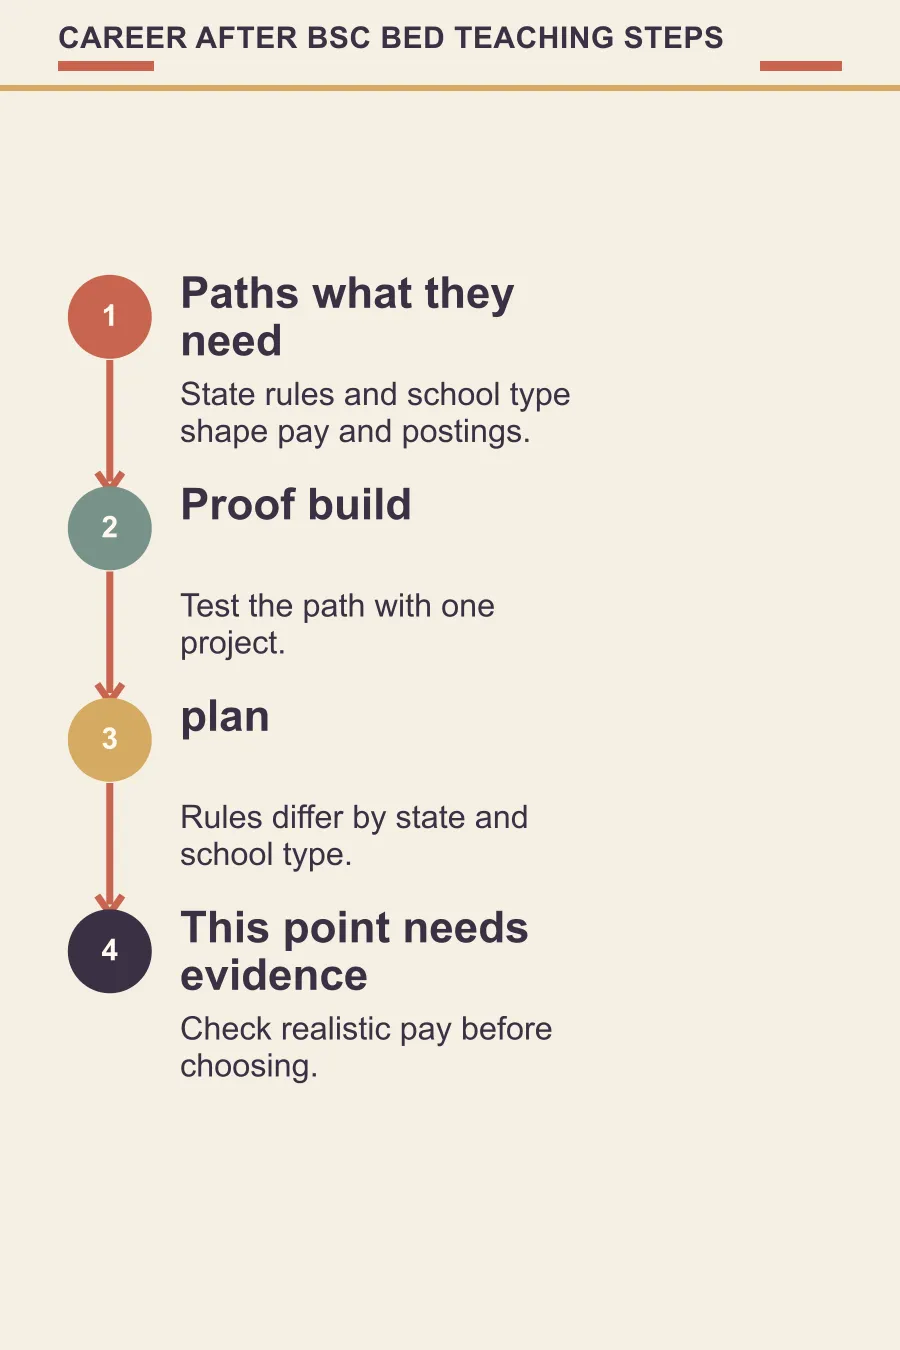 CAREER AFTER BSC BED TEACHING STEPS
1
Paths what they
need
State rules and school type
shape pay and postings.
2
Proof build
Test the path with one
project.
3
plan
Rules differ by state and
school type.
4
This point needs
evidence
Check realistic pay before
choosing.